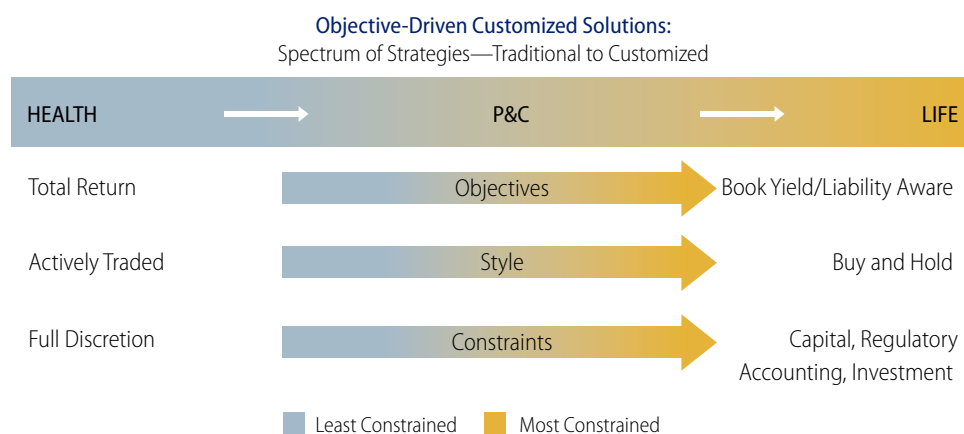 Objective-Driven Customized Solutions:
Spectrum of Strategies—Traditional to Customized
HEALTH P&C LIFE
Total Return Objectives Book Yield/Liability Aware
Actively Traded Style Buy and Hold
Full Discretion Constraints Capital, Regulatory
Accounting, Investment
Least Constrained Most Constrained